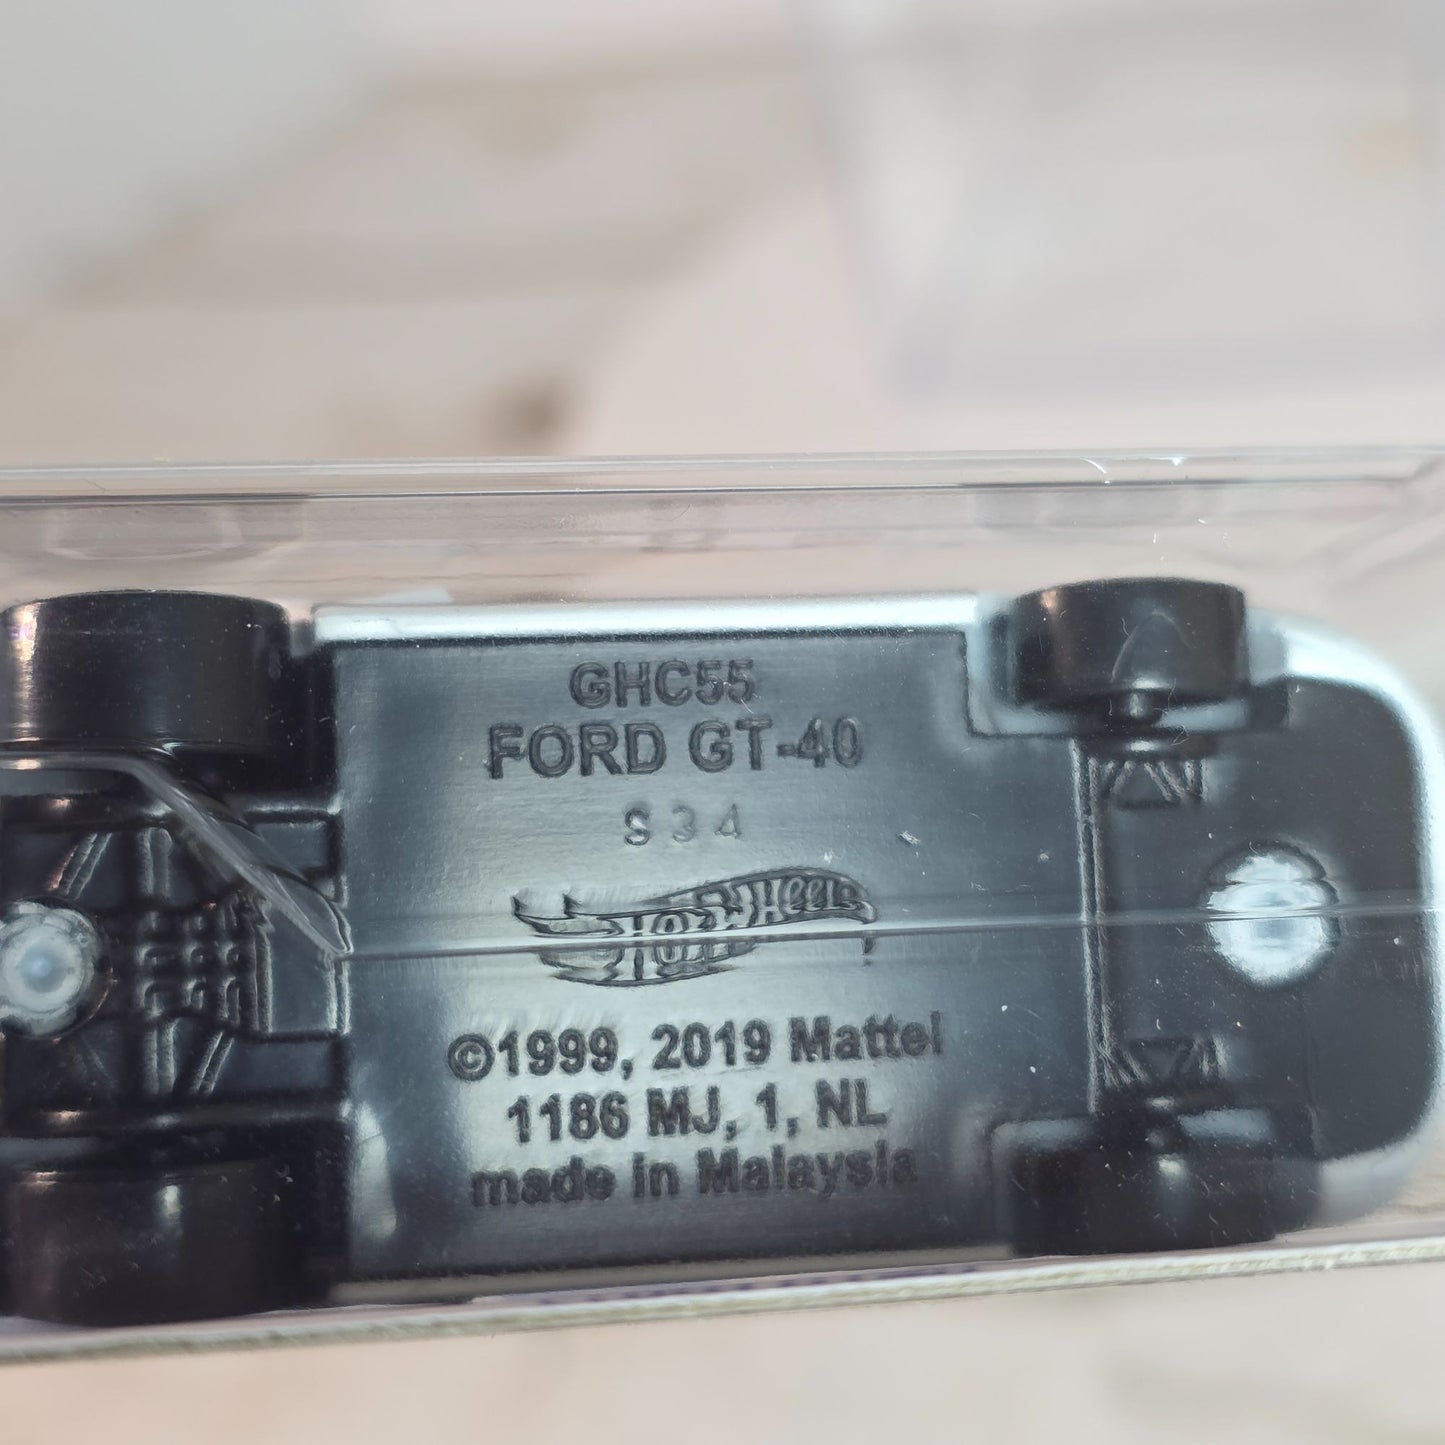 GHC55
FORD GT-40
S34
HOT WHEELS
©1999, 2019 Mattel
1186 MJ, 1, NL
made in Malaysia